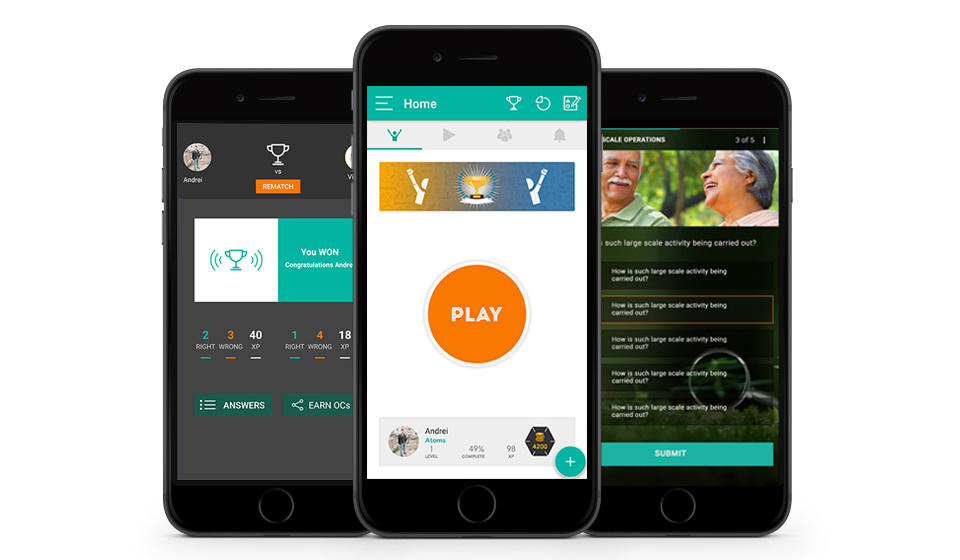 Andrei
vs
REMATCH
You WON
Congratulations Andre
2 3 40 1 4 18
RIGHT WRONG XP RIGHT WRONG XP
ANSWERS
EARN OCs
Home
PLAY
Andrei
Atoms
1 49% 98
LEVEL COMPLETE XP
4200
+
SCALE OPERATIONS 3 of 5
s such large scale activity being carried out?
How is such large scale activity being
carried out?
How is such large scale activity being
carried out?
How is such large scale activity being
carried out?
How is such large scale activity being
carried out?
How is such large scale activity being
carried out?
SUBMIT